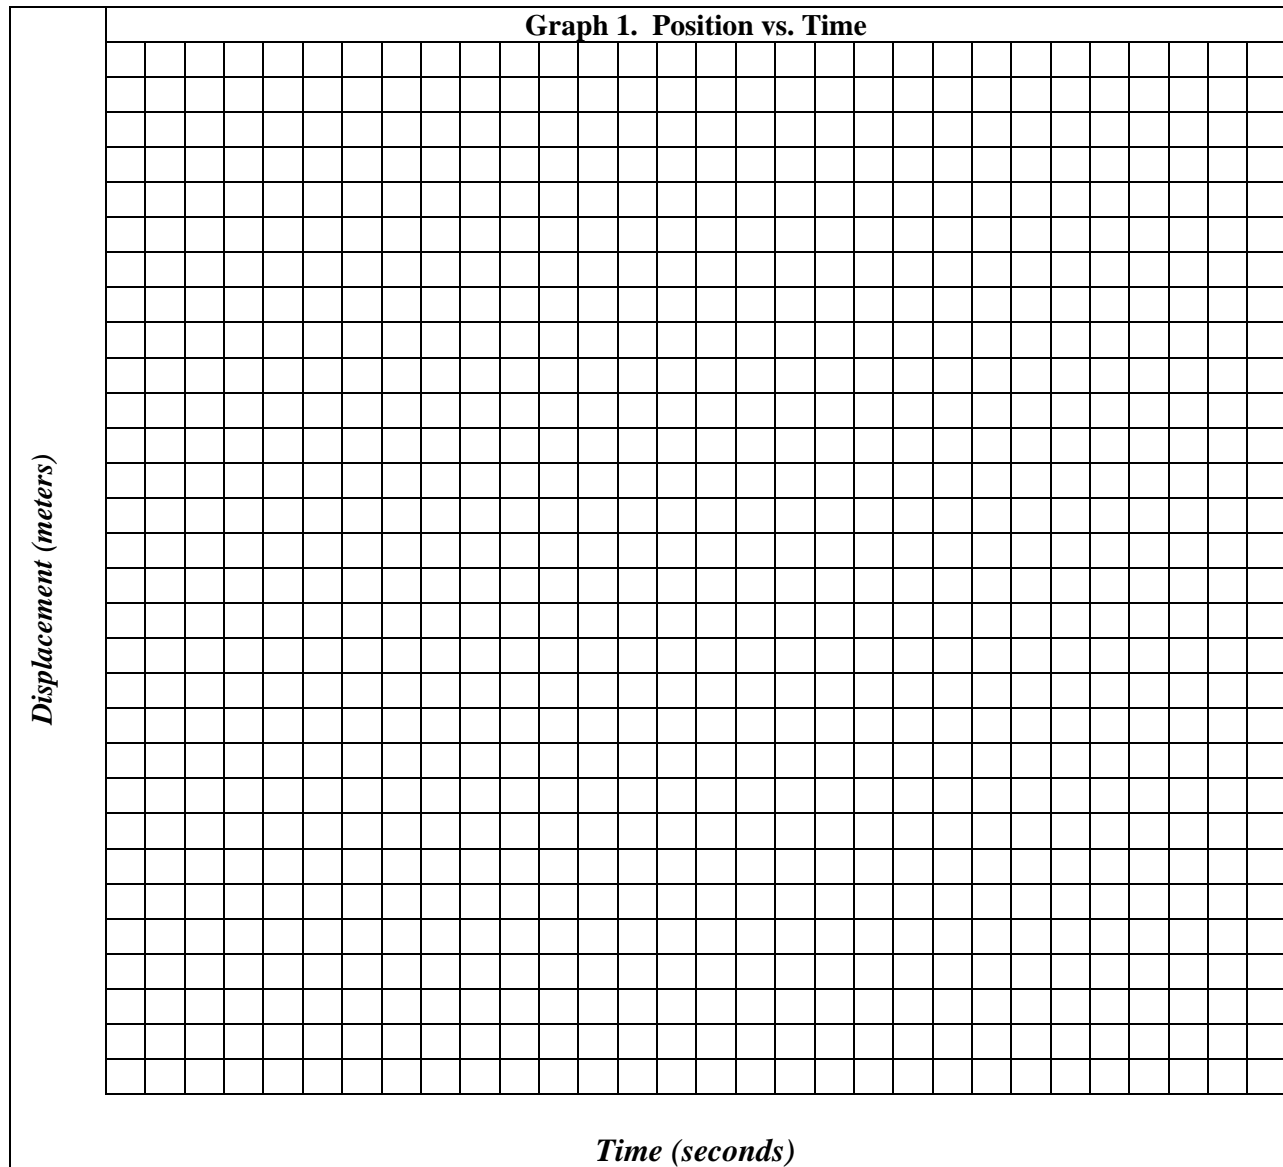 Graph 1.  Position vs. Time
Displacement (meters)
Time (seconds)